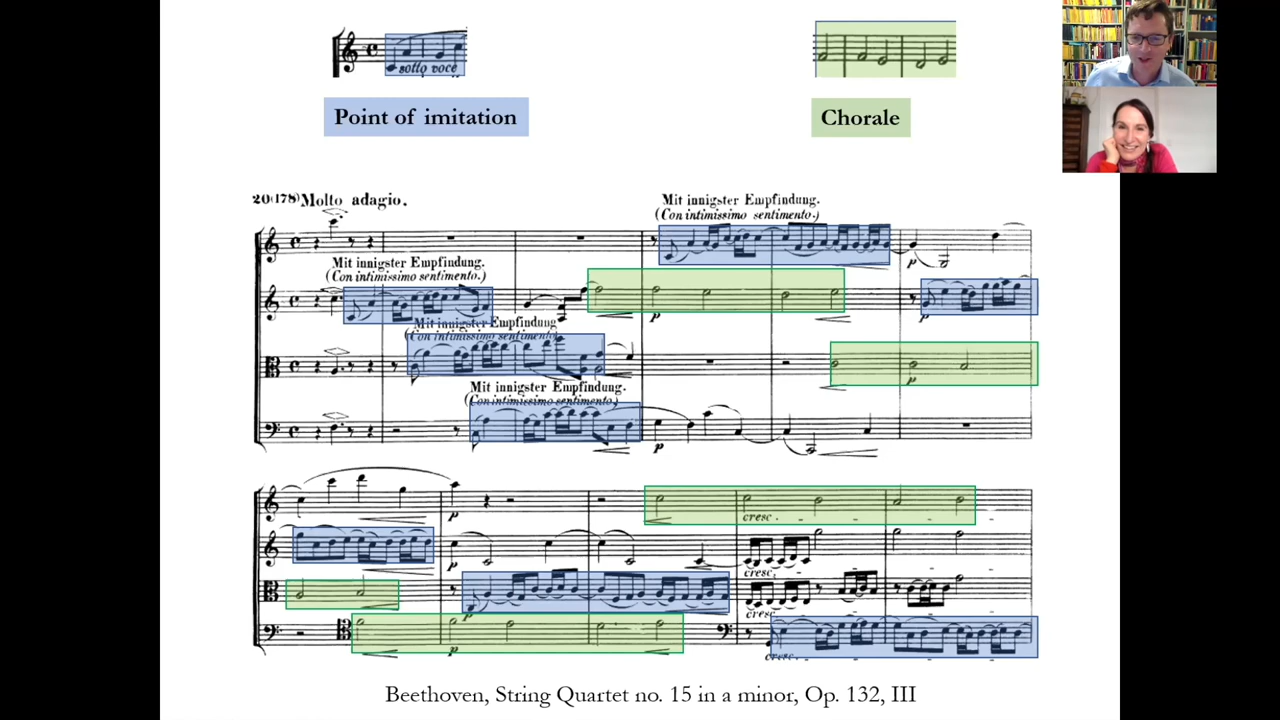 sotto voce
Point of imitation
Chorale
20(178) Molto adagio.
Mit innigster Empfindung.
(Con intimissimo sentimento.)
Mit innigster Empfindung.
(Con intimissimo sentimento.)
Mit innigster Empfindung
(Con intimissimo sentimento.)
Mit innigster Empfindung.
(Con intimissimo sentimento.)
p
p
p
p
p
p
cresc.
p
cresc.
p
cresc.
p
cresc.
Beethoven, String Quartet no. 15 in a minor, Op. 132, III